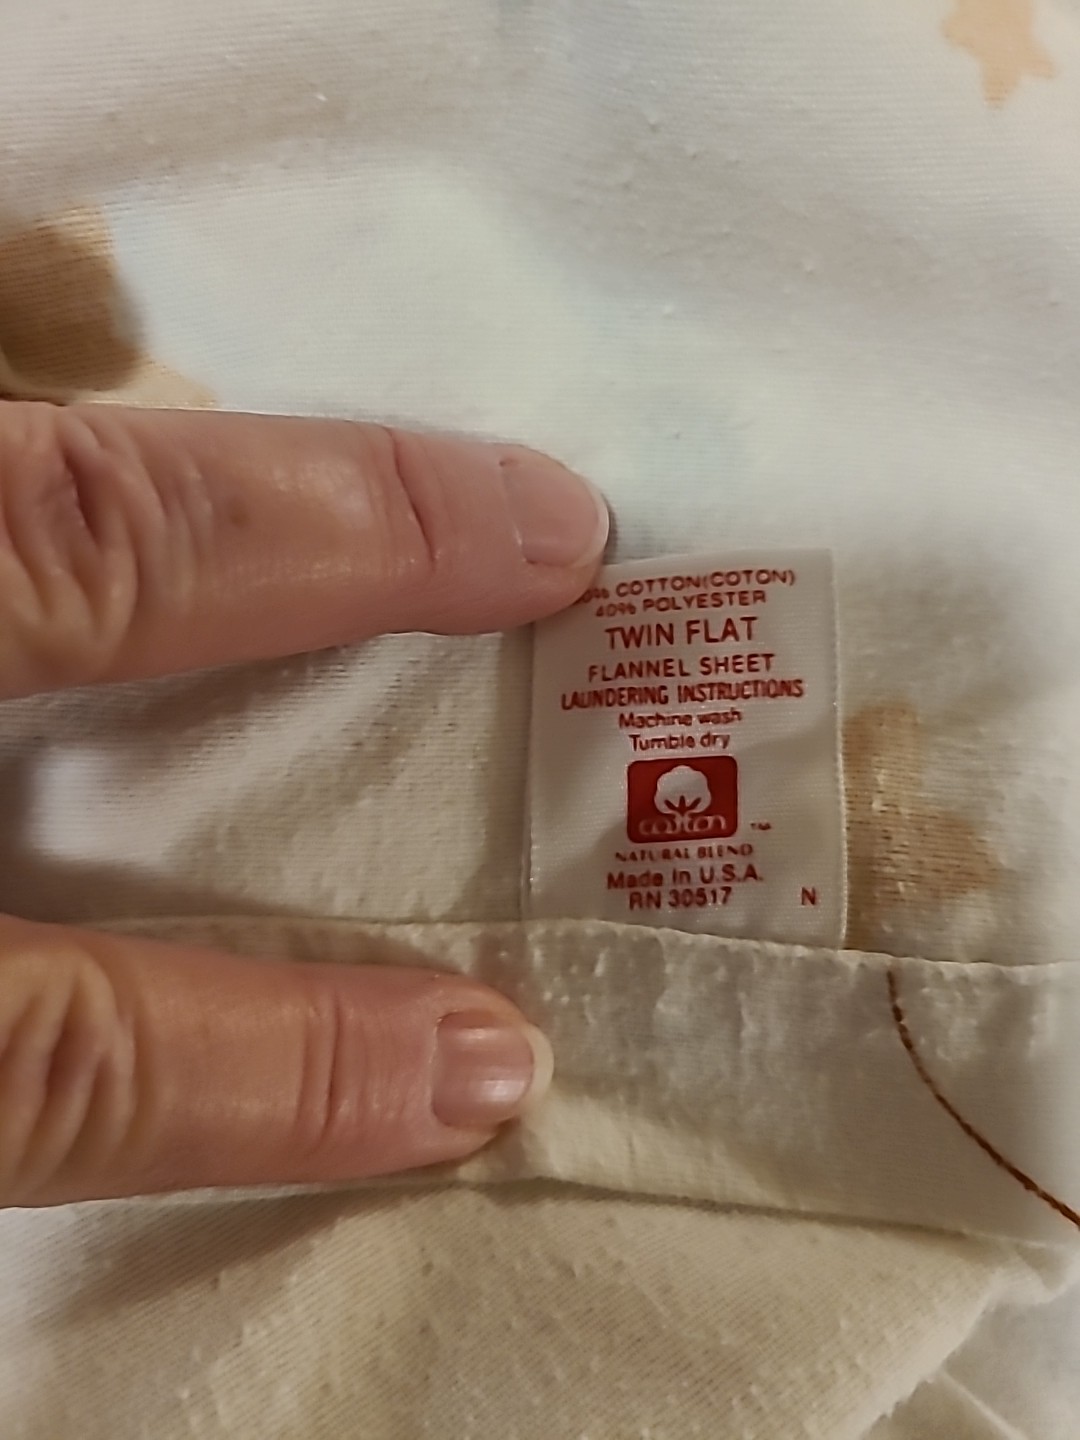 COTTON(COTON)
40% POLYESTER
TWIN FLAT
FLANNEL SHEET
LAUNDERING INSTRUCTIONS
Machine wash
Tumble dry
cotton ™
NATURAL BLEND
Made in U.S.A.
RN 30517 N